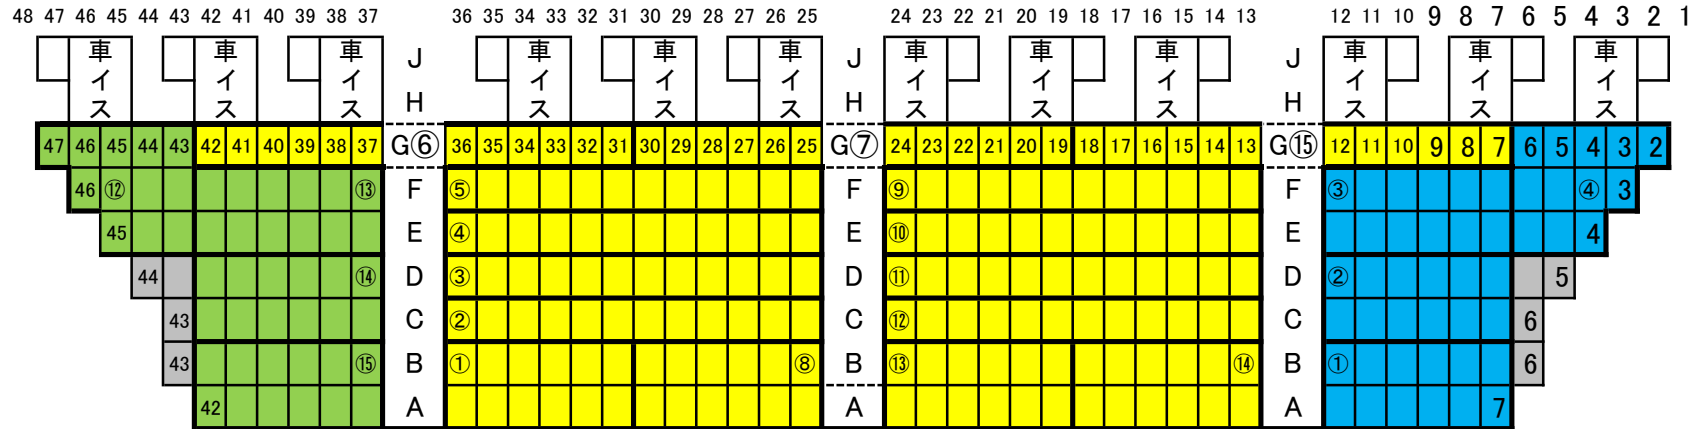 48 47 46 45 44 43 42 41 40 39 38 37 36 35 34 33 32 31 30 29 28 27 26 25 24 23 22 21 20 19 18 17 16 15 14 13 12 11 10 9 8 7 6 5 4 3 2 1
車イス 車イス 車イス J 車イス 車イス 車イス J 車イス 車イス 車イス J 車イス 車イス 車イス
H H H
47 46 45 44 43 42 41 40 39 38 37 G⑥ 36 35 34 33 32 31 30 29 28 27 26 25 G⑦ 24 23 22 21 20 19 18 17 16 15 14 13 G⑮ 12 11 10 9 8 7 6 5 4 3 2
46 ⑫ ⑬ F ⑤ F ⑨ F ③ ④ 3
45 E ④ E ⑩ E 4
44 ⑭ D ③ D ⑪ D ② 5
43 C ② C ⑫ C 6
43 ⑮ B ① ⑧ B ⑬ ⑭ B ① 6
42 A A A 7